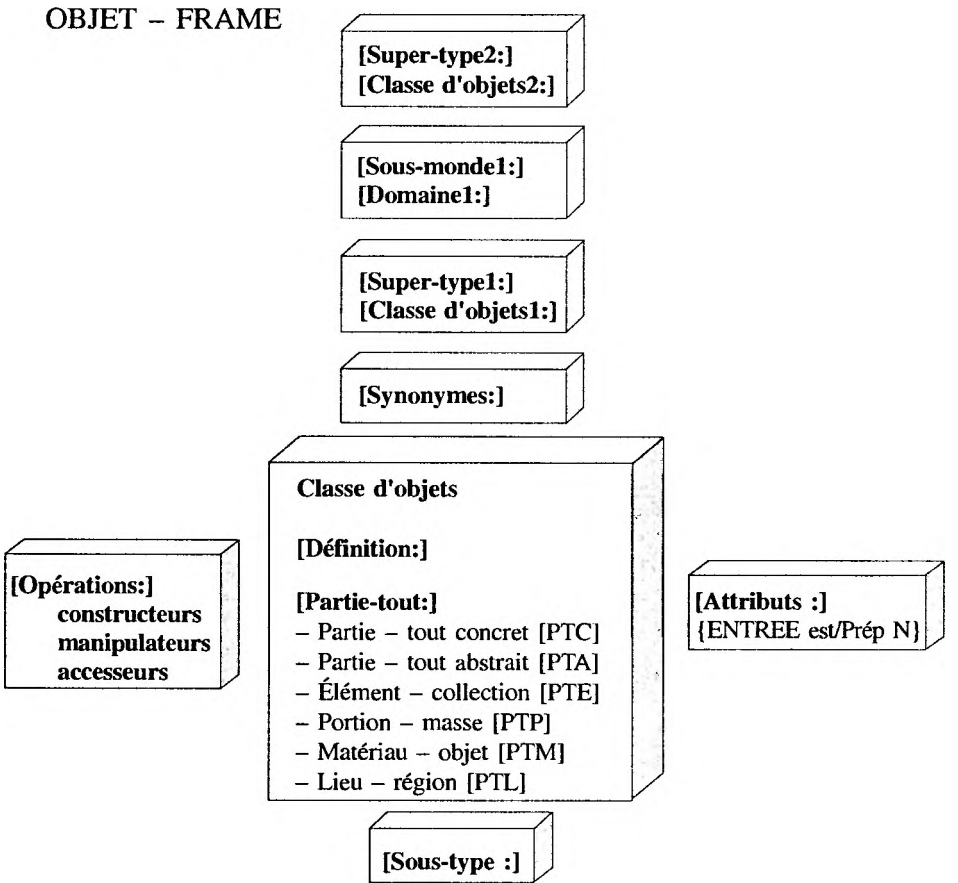 OBJET – FRAME
[Super-type2:]
[Classe d'objets2:]
[Sous-monde1:]
[Domaine1:]
[Super-type1:]
[Classe d'objets1:]
[Synonymes:]
Classe d'objets
[Définition:]
[Partie-tout:]
– Partie – tout concret [PTC]
– Partie – tout abstrait [PTA]
– Élément – collection [PTE]
– Portion – masse [PTP]
– Matériau – objet [PTM]
– Lieu – région [PTL]
[Opérations:]
constructeurs
manipulateurs
accesseurs
[Attributs :]
{ENTREE est/Prép N}
[Sous-type :]